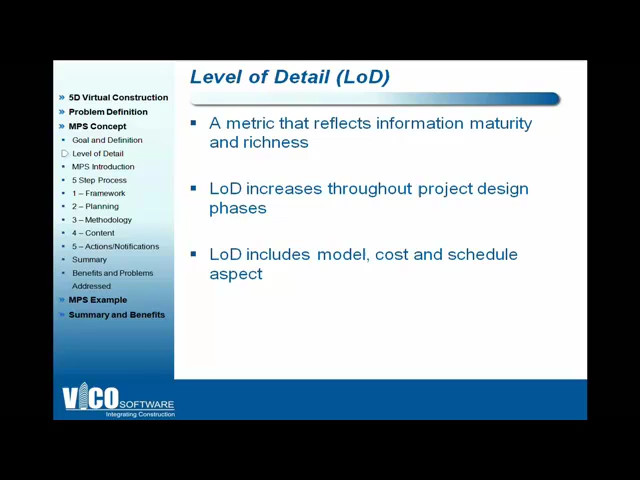 Level of Detail (LoD)
» 5D Virtual Construction
» Problem Definition
» MPS Concept
▪ Goal and Definition
Level of Detail
▪ MPS Introduction
▪ 5 Step Process
▪ 1 – Framework
▪ 2 – Planning
▪ 3 – Methodology
▪ 4 – Content
▪ 5 – Actions/Notifications
▪ Summary
▪ Benefits and Problems
Addressed
» MPS Example
» Summary and Benefits
▪ A metric that reflects information maturity
and richness
▪ LoD increases throughout project design
phases
▪ LoD includes model, cost and schedule
aspect
VICO SOFTWARE
Integrating Construction